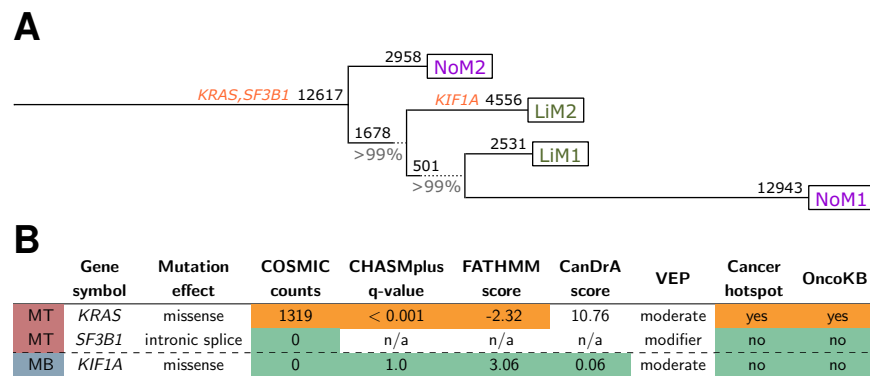 A
2958 NoM2
KRAS,SF3B1 12617
KIF1A 4556 LiM2
1678
>99%
2531 LiM1
501
>99%
12943 NoM1
B
Gene symbol Mutation effect COSMIC counts CHASMplus q-value FATHMM score CanDrA score VEP Cancer hotspot OncoKB
MT KRAS missense 1319 < 0.001 -2.32 10.76 moderate yes yes
MT SF3B1 intronic splice 0 n/a n/a n/a modifier no no
MB KIF1A missense 0 1.0 3.06 0.06 moderate no no